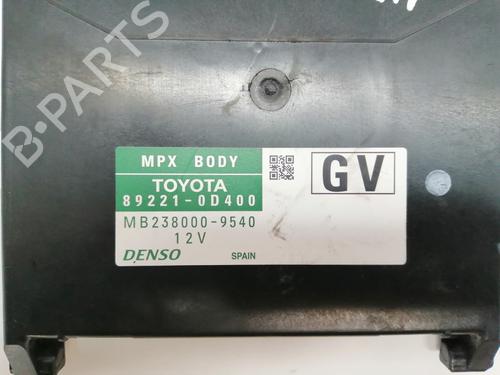 B-PARTS
MPX BODY
TOYOTA
89221-0D400
MB238000-9540
12V
DENSO SPAIN
GV